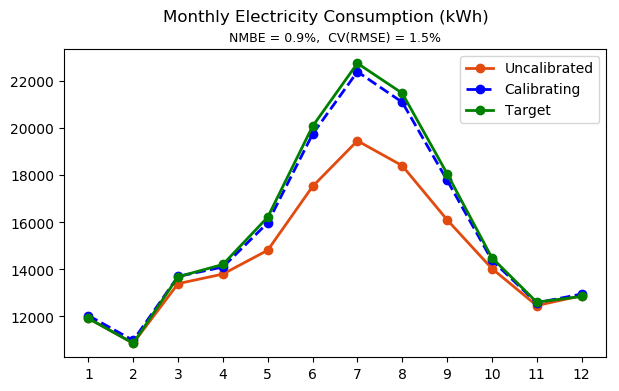 Monthly Electricity Consumption (kWh)
NMBE = 0.9%,  CV(RMSE) = 1.5%
Uncalibrated
Calibrating
Target
22000
20000
18000
16000
14000
12000
1 2 3 4 5 6 7 8 9 10 11 12